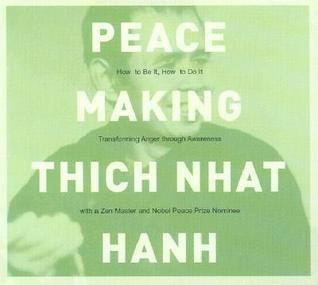 PEACE
How to Be It, How to Do It
MAKING
Transforming Anger through Awareness
THICH NHAT
with a Zen Master and Nobel Peace Prize Nominee
HANH